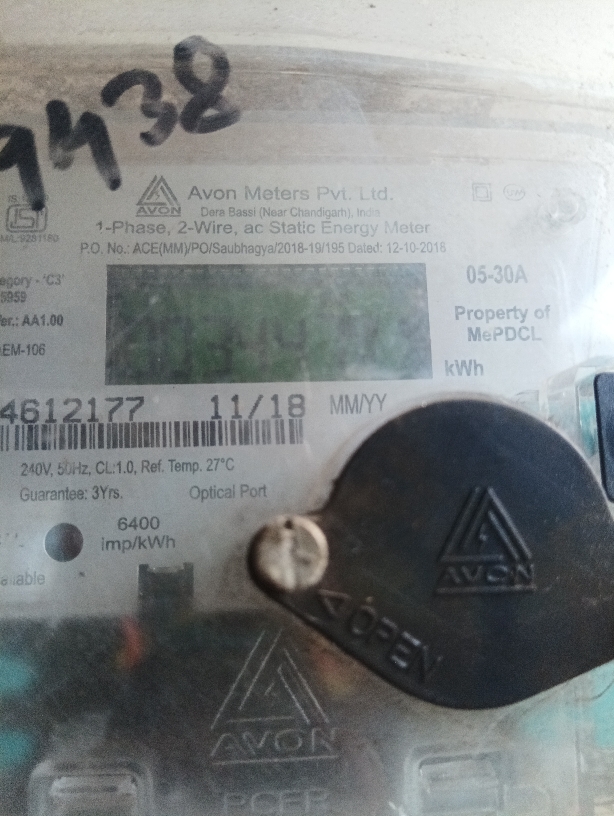 9438
AVON
Avon Meters Pvt. Ltd.
Dera Bassi (Near Chandigarh), India
1-Phase, 2-Wire, ac Static Energy Meter
P.O. No.: ACE(MM)/PO/Saubhagya/2018-19/195 Dated: 12-10-2018
egory - 'C3'
5959
er.: AA1.00
EM-106
05-30A
Property of
MePDCL
kWh
4612177 11/18 MM/YY
240V, 50Hz, CL:1.0, Ref. Temp. 27°C
Guarantee: 3Yrs. Optical Port
6400
imp/kWh
ailable
AVON
OPEN
AVON